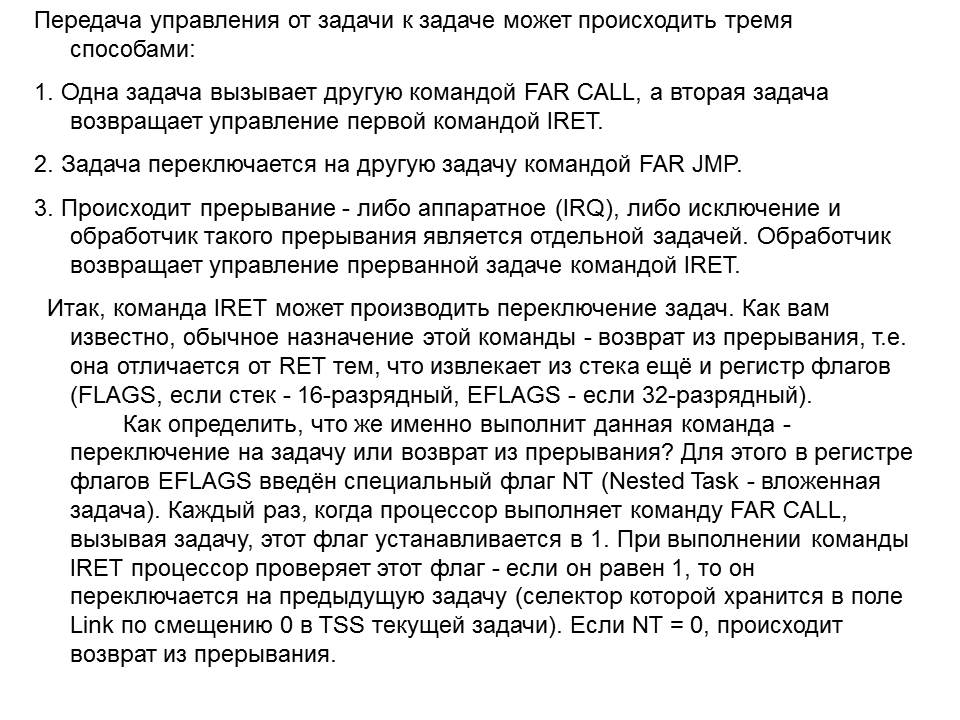 Передача управления от задачи к задаче может происходить тремя
способами:
1. Одна задача вызывает другую командой FAR CALL, а вторая задача
возвращает управление первой командой IRET.
2. Задача переключается на другую задачу командой FAR JMP.
3. Происходит прерывание - либо аппаратное (IRQ), либо исключение и
обработчик такого прерывания является отдельной задачей. Обработчик
возвращает управление прерванной задаче командой IRET.
Итак, команда IRET может производить переключение задач. Как вам
известно, обычное назначение этой команды - возврат из прерывания, т.е.
она отличается от RET тем, что извлекает из стека ещё и регистр флагов
(FLAGS, если стек - 16-разрядный, EFLAGS - если 32-разрядный).
Как определить, что же именно выполнит данная команда -
переключение на задачу или возврат из прерывания? Для этого в регистре
флагов EFLAGS введён специальный флаг NT (Nested Task - вложенная
задача). Каждый раз, когда процессор выполняет команду FAR CALL,
вызывая задачу, этот флаг устанавливается в 1. При выполнении команды
IRET процессор проверяет этот флаг - если он равен 1, то он
переключается на предыдущую задачу (селектор которой хранится в поле
Link по смещению 0 в TSS текущей задачи). Если NT = 0, происходит
возврат из прерывания.